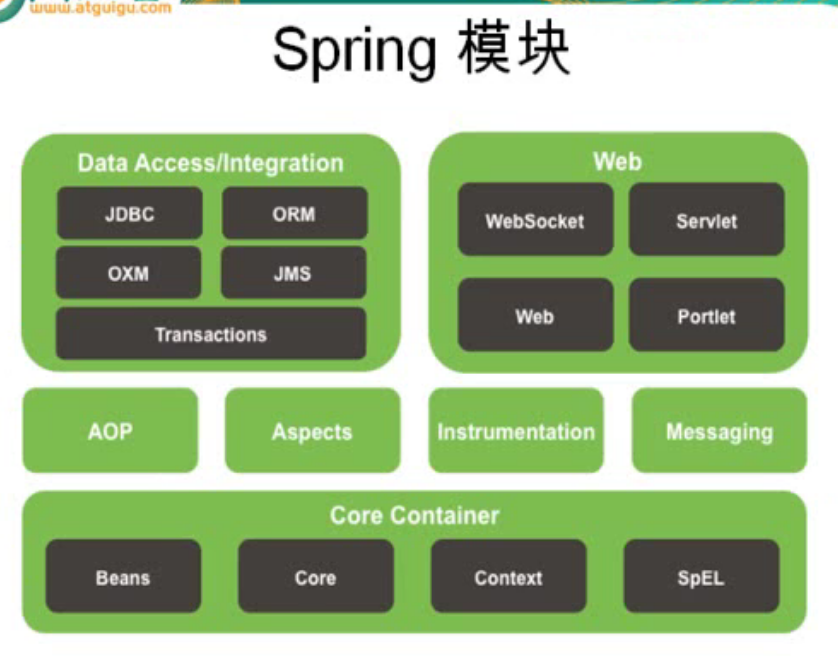 www.atguigu.com
Spring 模块
Data Access/Integration
JDBC
ORM
OXM
JMS
Transactions
Web
WebSocket
Servlet
Web
Portlet
AOP
Aspects
Instrumentation
Messaging
Core Container
Beans
Core
Context
SpEL